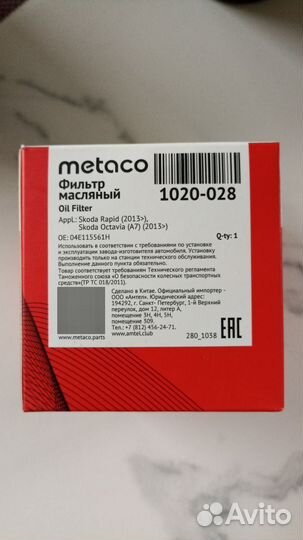 metaco
Фильтр
масляный
Oil Filter
1020-028
Appl.: Skoda Rapid (2013>),
Skoda Octavia (A7) (2013>)
OE: 04E115561H
Q-ty: 1
Использовать в соответствии с требованиями по установке
и эксплуатации завода-изготовителя автомобиля. Установку
производить только на станции технического обслуживания.
Выполнение данного пункта обязательно.
Товар соответствует требованиям Технического регламента
Таможенного союза «О безопасности колесных транспортных
средств»(ТР ТС 018/2011).
Сделано в Китае. Официальный импортер -
ООО «Амтел». Юридический адрес:
194292, г. Санкт-Петербург, 1-й Верхний
переулок, дом 12, литер А,
помещение 3Н, 4Н, 5Н,
помещение 309.
Тел.: +7 (812) 456-24-71.
www.metaco.parts
www.amtel.club
EAC
280_1038
Avito